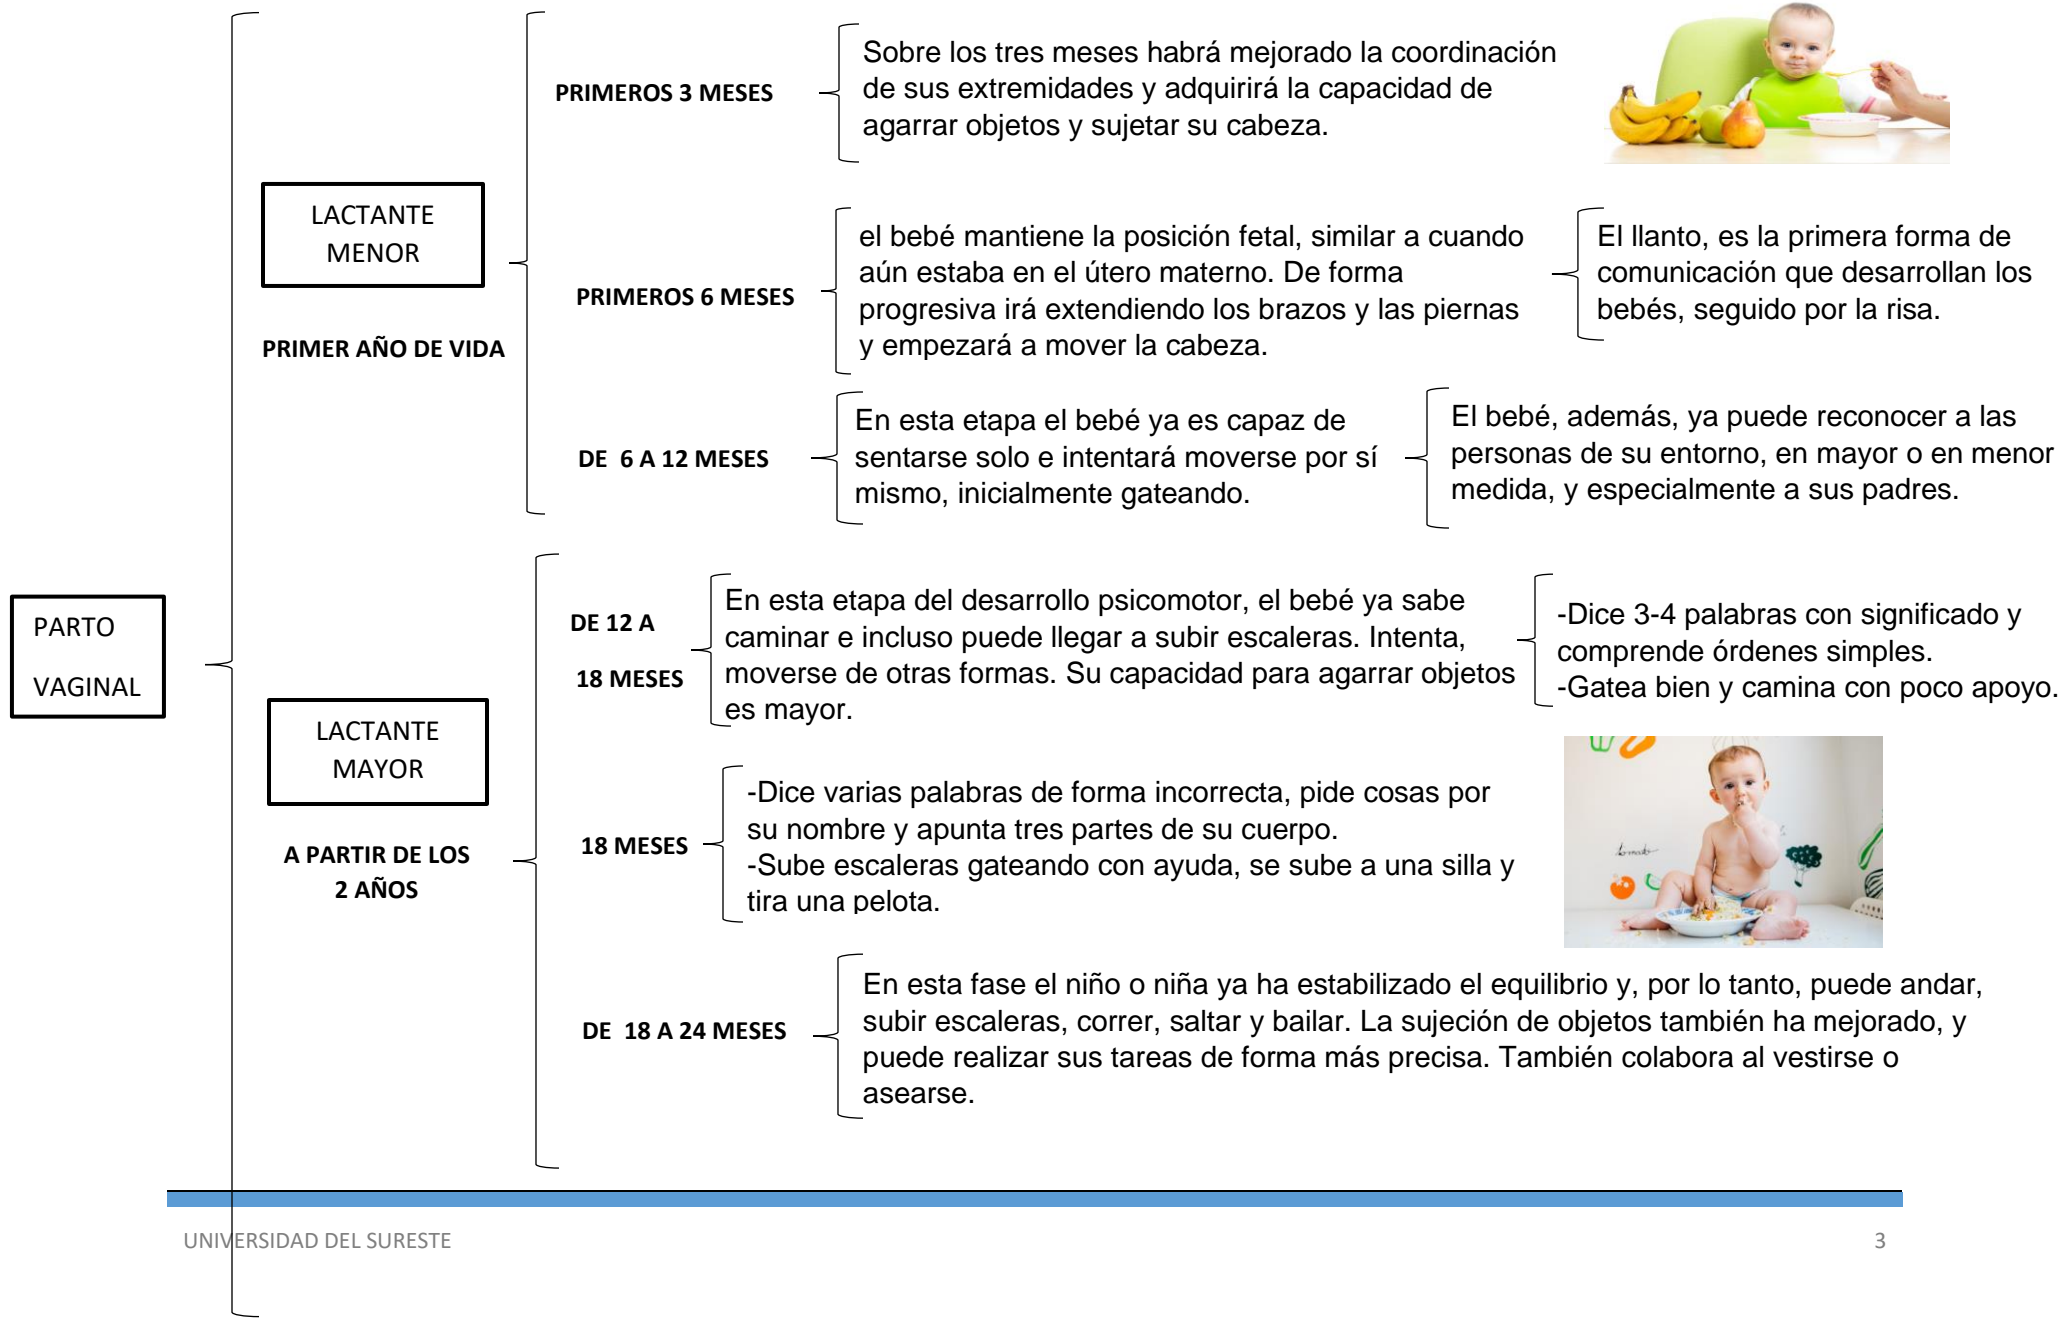 PARTO
VAGINAL
LACTANTE
MENOR
PRIMER AÑO DE VIDA
PRIMEROS 3 MESES
Sobre los tres meses habrá mejorado la coordinación
de sus extremidades y adquirirá la capacidad de
agarrar objetos y sujetar su cabeza.
PRIMEROS 6 MESES
el bebé mantiene la posición fetal, similar a cuando
aún estaba en el útero materno. De forma
progresiva irá extendiendo los brazos y las piernas
y empezará a mover la cabeza.
El llanto, es la primera forma de
comunicación que desarrollan los
bebés, seguido por la risa.
DE 6 A 12 MESES
En esta etapa el bebé ya es capaz de
sentarse solo e intentará moverse por sí
mismo, inicialmente gateando.
El bebé, además, ya puede reconocer a las
personas de su entorno, en mayor o en menor
medida, y especialmente a sus padres.
LACTANTE
MAYOR
A PARTIR DE LOS
2 AÑOS
DE 12 A
18 MESES
En esta etapa del desarrollo psicomotor, el bebé ya sabe
caminar e incluso puede llegar a subir escaleras. Intenta,
moverse de otras formas. Su capacidad para agarrar objetos
es mayor.
-Dice 3-4 palabras con significado y
comprende órdenes simples.
-Gatea bien y camina con poco apoyo.
18 MESES
-Dice varias palabras de forma incorrecta, pide cosas por
su nombre y apunta tres partes de su cuerpo.
-Sube escaleras gateando con ayuda, se sube a una silla y
tira una pelota.
tomato
DE 18 A 24 MESES
En esta fase el niño o niña ya ha estabilizado el equilibrio y, por lo tanto, puede andar,
subir escaleras, correr, saltar y bailar. La sujeción de objetos también ha mejorado, y
puede realizar sus tareas de forma más precisa. También colabora al vestirse o
asearse.
UNIVERSIDAD DEL SURESTE
3